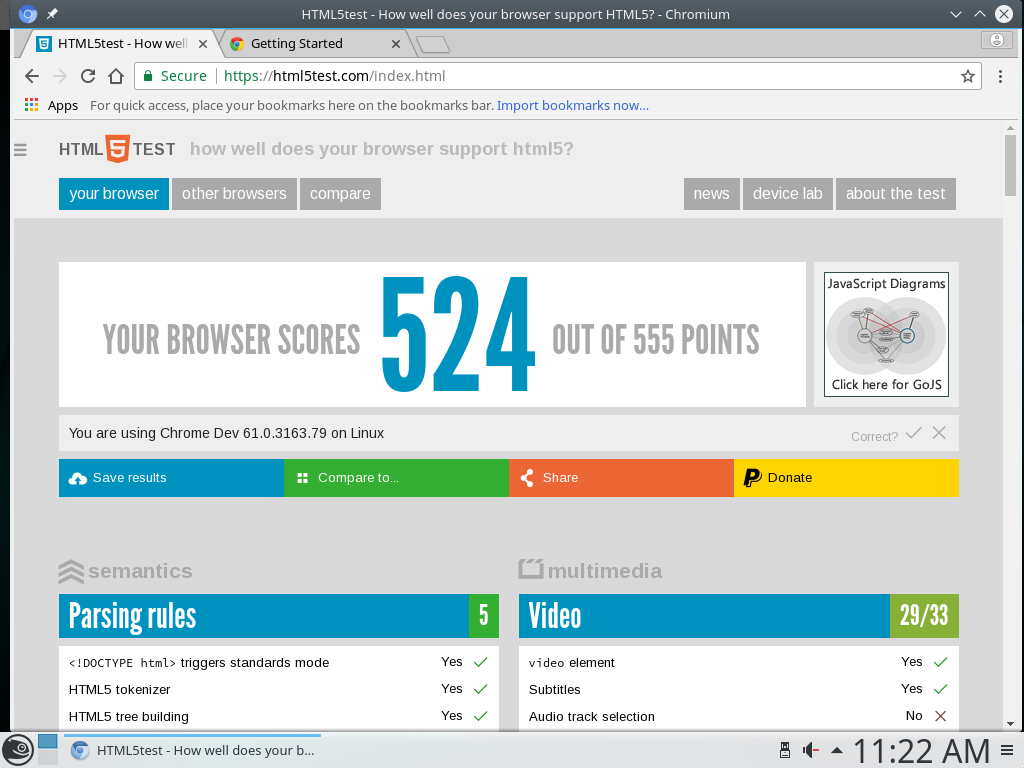 HTML5test - How well does your browser support HTML5? - Chromium
HTML5test - How well
Getting Started
Secure
https://html5test.com/index.html
Apps
For quick access, place your bookmarks here on the bookmarks bar. Import bookmarks now...
HTML 5 TEST how well does your browser support html5?
your browser
other browsers
compare
news
device lab
about the test
YOUR BROWSER SCORES 524 OUT OF 555 POINTS
JavaScript Diagrams
Click here for GoJS
You are using Chrome Dev 61.0.3163.79 on Linux
Correct?
Save results
Compare to...
Share
Donate
semantics
Parsing rules 5
<!DOCTYPE html> triggers standards mode Yes
HTML5 tokenizer Yes
HTML5 tree building Yes
multimedia
Video 29/33
video element Yes
Subtitles Yes
Audio track selection No
HTML5test - How well does your b...
11:22 AM